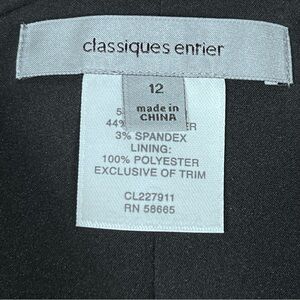 classiques entier
12
made in
CHINA
44%
3% SPANDEX
LINING:
100% POLYESTER
EXCLUSIVE OF TRIM
CL227911
RN 58665